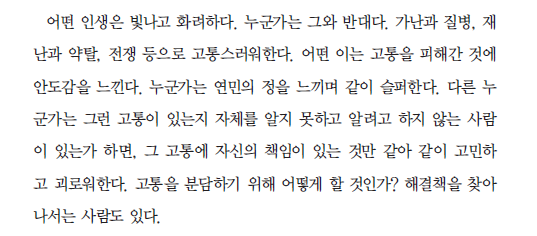 어떤 인생은 빛나고 화려하다. 누군가는 그와 반대다. 가난과 질병, 재
난과 약탈, 전쟁 등으로 고통스러워한다. 어떤 이는 고통을 피해간 것에
안도감을 느낀다. 누군가는 연민의 정을 느끼며 같이 슬퍼한다. 다른 누
군가는 그런 고통이 있는지 자체를 알지 못하고 알려고 하지 않는 사람
이 있는가 하면, 그 고통에 자신의 책임이 있는 것만 같아 같이 고민하
고 괴로워한다. 고통을 분담하기 위해 어떻게 할 것인가? 해결책을 찾아
나서는 사람도 있다.